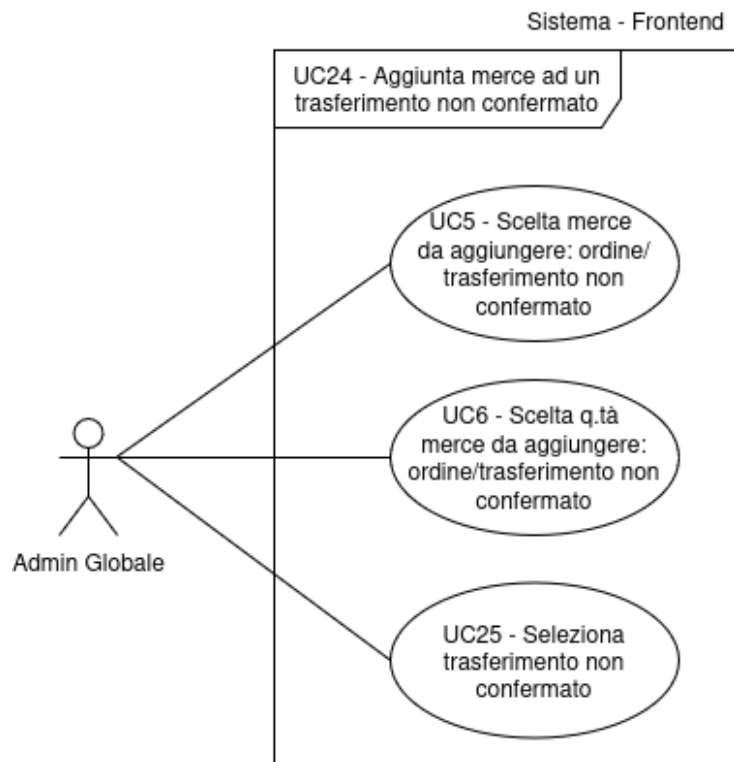 Sistema - Frontend
UC24 - Aggiunta merce ad un
trasferimento non confermato
UC5 - Scelta merce
da aggiungere: ordine/
trasferimento non
confermato
UC6 - Scelta q.tà
merce da aggiungere:
ordine/trasferimento non
confermato
Admin Globale
UC25 - Seleziona
trasferimento non
confermato